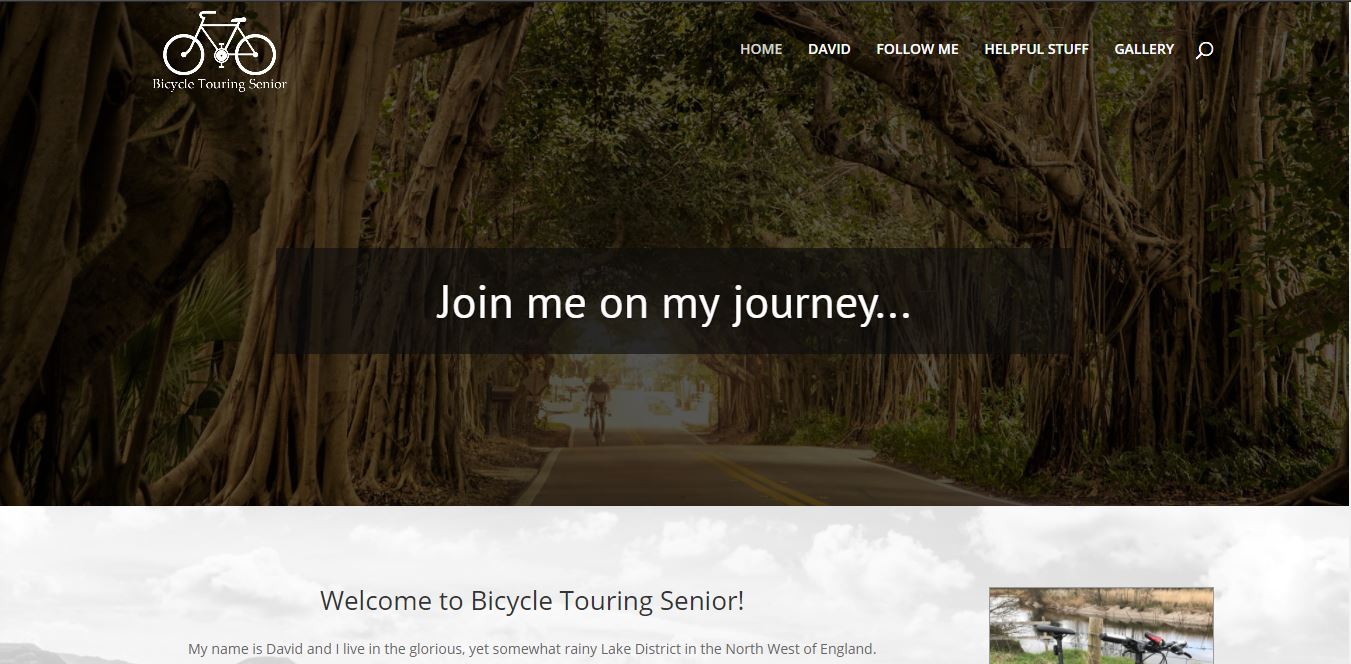 Bicycle Touring Senior
HOME DAVID FOLLOW ME HELPFUL STUFF GALLERY
Join me on my journey...
Welcome to Bicycle Touring Senior!
My name is David and I live in the glorious, yet somewhat rainy Lake District in the North West of England.